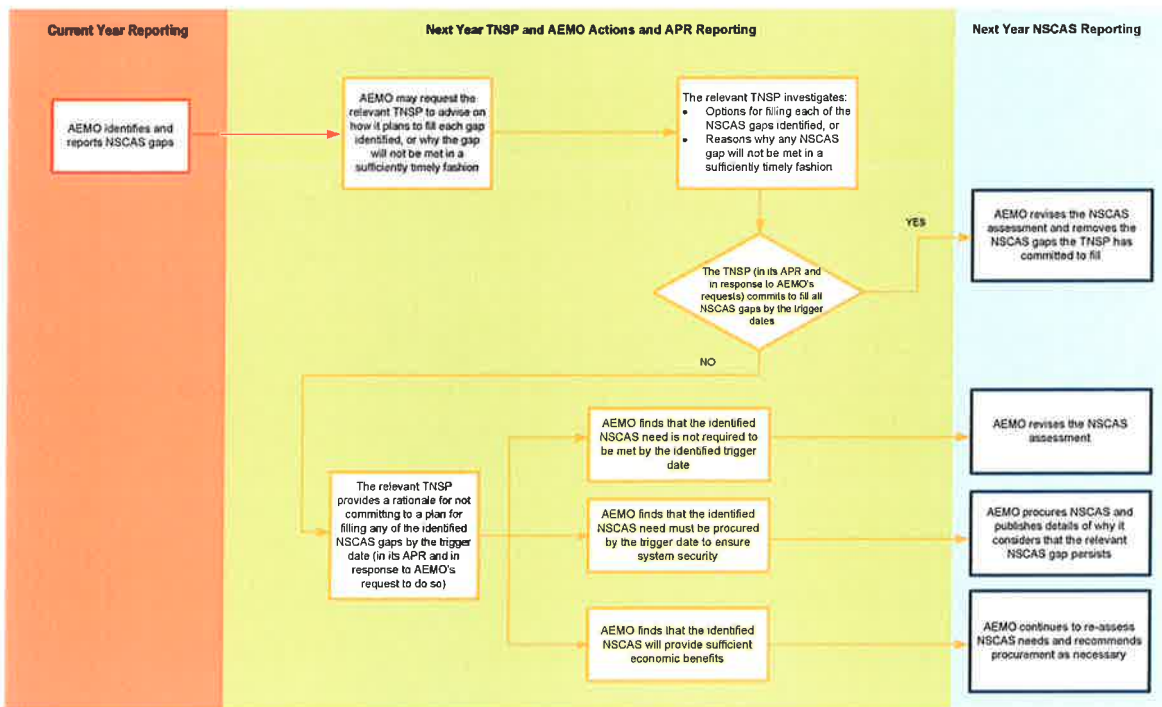 Current Year Reporting
Next Year TNSP and AEMO Actions and APR Reporting
Next Year NSCAS Reporting
AEMO identifies and
reports NSCAS gaps
AEMO may request the
relevant TNSP to advise on
how it plans to fill each gap
identified, or why the gap
will not be met in a
sufficiently timely fashion
The relevant TNSP investigates:
• Options for filling each of the
NSCAS gaps identified, or
• Reasons why any NSCAS
gap will not be met in a
sufficiently timely fashion
The TNSP (in its APR and
in response to AEMO's
requests) commits to fill all
NSCAS gaps by the trigger
dates
YES
AEMO revises the NSCAS
assessment and removes the
NSCAS gaps the TNSP has
committed to fill
NO
The relevant TNSP
provides a rationale for not
committing to a plan for
filling any of the identified
NSCAS gaps by the trigger
date (in its APR and in
response to AEMO's
request to do so)
AEMO finds that the identified
NSCAS need is not required to
be met by the identified trigger
date
AEMO revises the NSCAS
assessment
AEMO finds that the identified
NSCAS need must be procured
by the trigger date to ensure
system security
AEMO procures NSCAS and
publishes details of why it
considers that the relevant
NSCAS gap persists
AEMO finds that the identified
NSCAS will provide sufficient
economic benefits
AEMO continues to re-assess
NSCAS needs and recommends
procurement as necessary